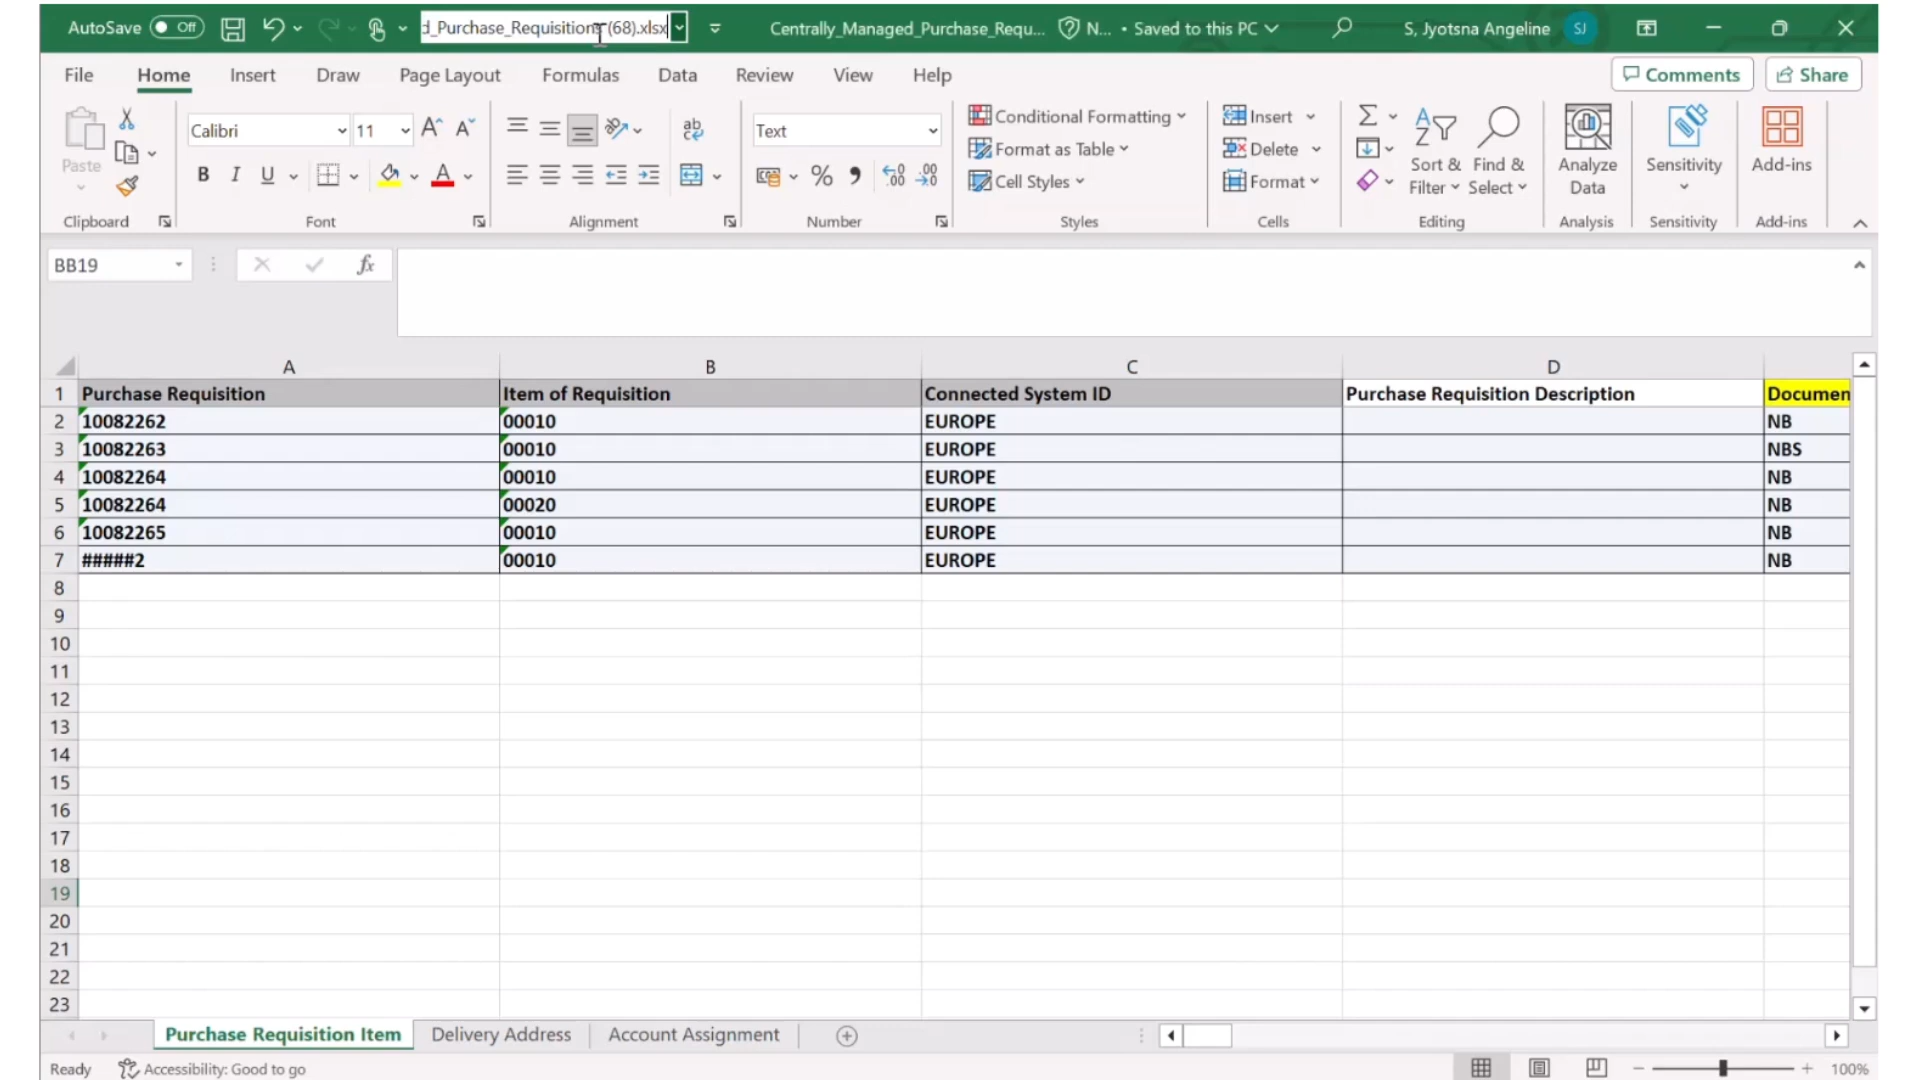 AutoSave Off d_Purchase_Requisitions (68).xlsx Centrally_Managed_Purchase_Requ... N... • Saved to this PC S, Jyotsna Angeline SJ
File Home Insert Draw Page Layout Formulas Data Review View Help Comments Share
Paste Calibri 11 A A ab Text Conditional Formatting Insert
B I U A % Format as Table Delete
Cell Styles Format
Sort & Filter Find & Select Analyze Data Sensitivity Add-ins
Clipboard Font Alignment Number Styles Cells Editing Analysis Sensitivity Add-ins
BB19 fx
A B C D
1 Purchase Requisition Item of Requisition Connected System ID Purchase Requisition Description Documen
2 10082262 00010 EUROPE NB
3 10082263 00010 EUROPE NBS
4 10082264 00010 EUROPE NB
5 10082264 00020 EUROPE NB
6 10082265 00010 EUROPE NB
7 #####2 00010 EUROPE NB
8
9
10
11
12
13
14
15
16
17
18
19
20
21
22
23
Purchase Requisition Item Delivery Address Account Assignment
Ready Accessibility: Good to go 100%